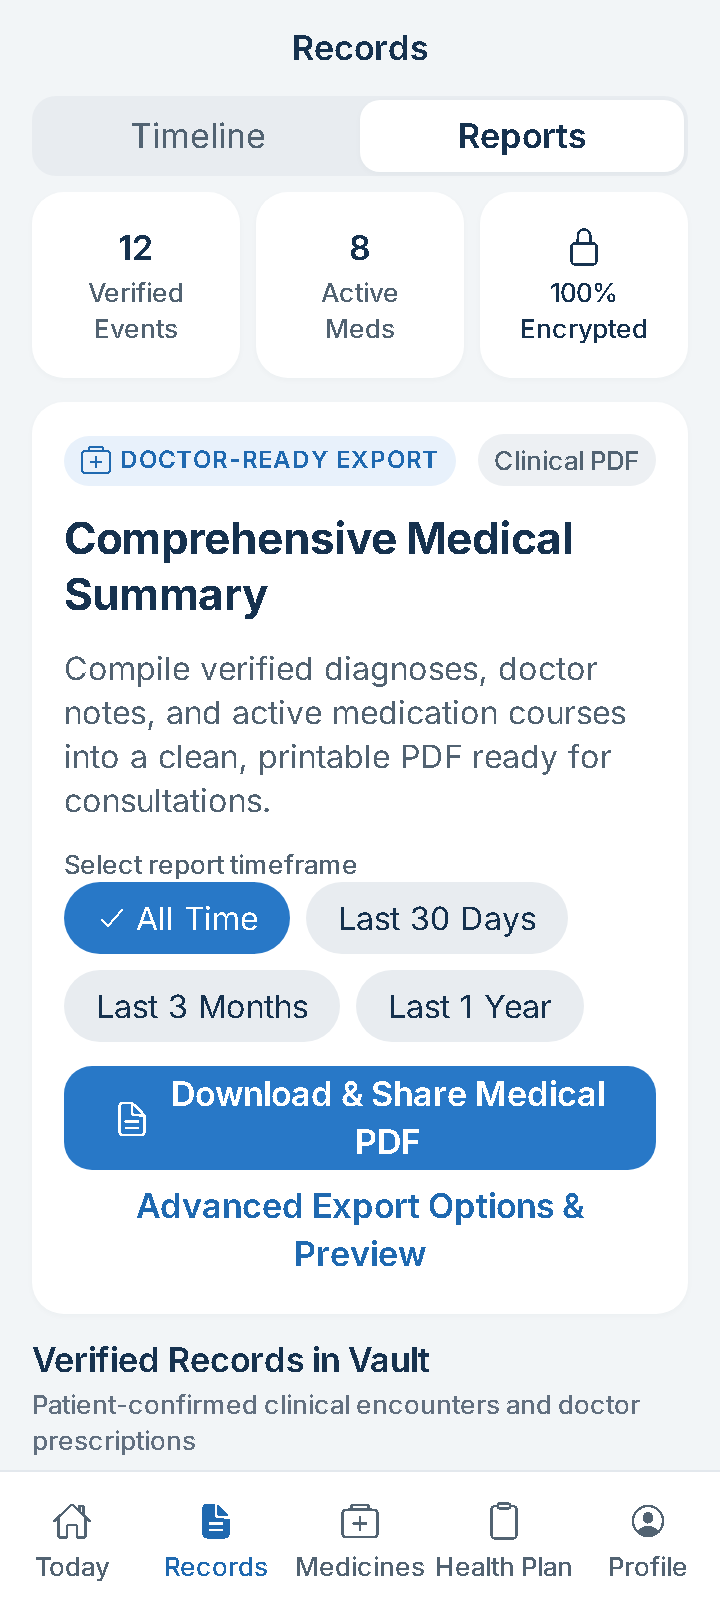 Records
Timeline
Reports
12
Verified
Events
8
Active
Meds
100%
Encrypted
DOCTOR-READY EXPORT
Clinical PDF
Comprehensive Medical
Summary
Compile verified diagnoses, doctor
notes, and active medication courses
into a clean, printable PDF ready for
consultations.
Select report timeframe
All Time
Last 30 Days
Last 3 Months
Last 1 Year
Download & Share Medical
PDF
Advanced Export Options &
Preview
Verified Records in Vault
Patient-confirmed clinical encounters and doctor
prescriptions
Today
Records
Medicines
Health Plan
Profile